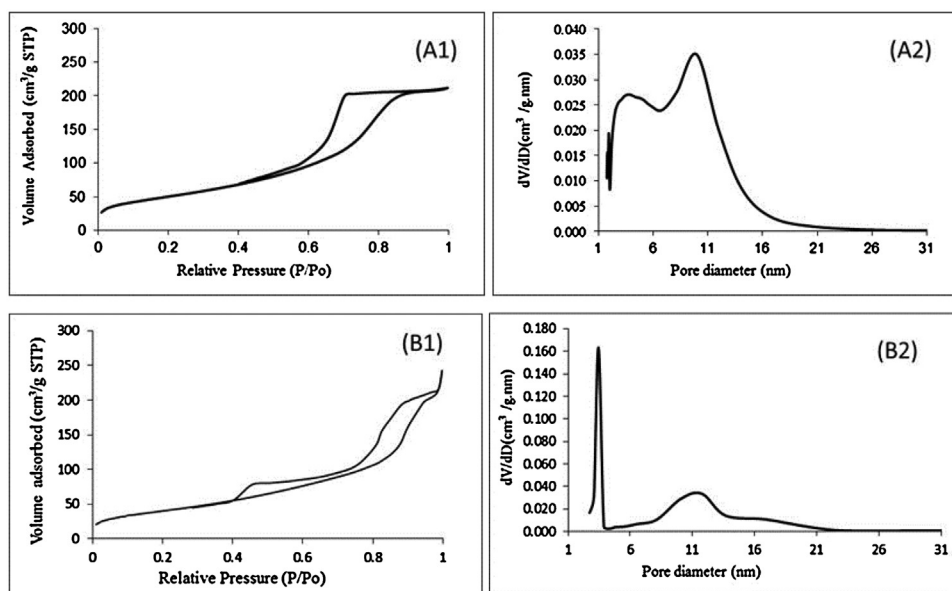 (A1)
Volume Adsorbed (cm³/g STP)
300
250
200
150
100
50
0
0 0.2 0.4 0.6 0.8 1
Relative Pressure (P/Po)
(A2)
dV/dD(cm³ /g.nm)
0.040
0.035
0.030
0.025
0.020
0.015
0.010
0.005
0.000
1 6 11 16 21 26 31
Pore diameter (nm)
(B1)
Volume adsorbed (cm³/g STP)
300
250
200
150
100
50
0
0 0.2 0.4 0.6 0.8 1
Relative Pressure (P/Po)
(B2)
dV/dD(cm³ /g.nm)
0.180
0.160
0.140
0.120
0.100
0.080
0.060
0.040
0.020
0.000
1 6 11 16 21 26 31
Pore diameter (nm)